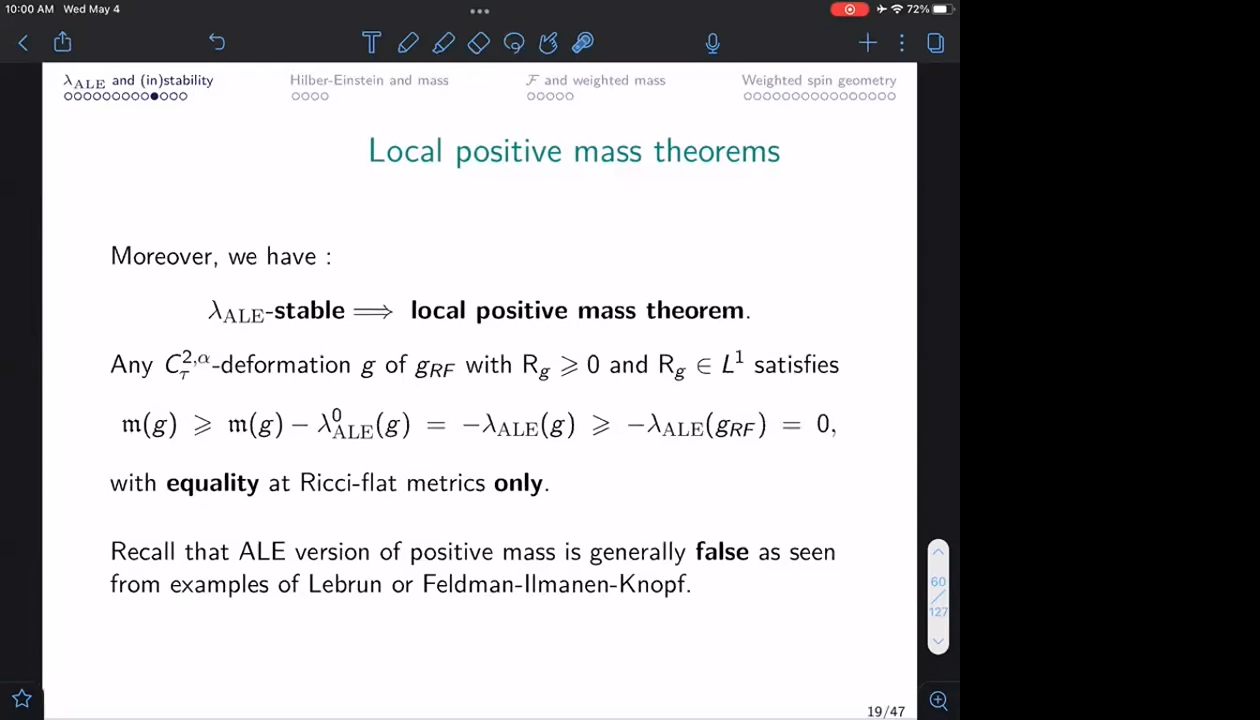 10:00 AM Wed May 4
72%
λ_ALE and (in)stability
Hilber-Einstein and mass
ℱ and weighted mass
Weighted spin geometry
Local positive mass theorems
Moreover, we have :
λ_ALE-stable ⟹ local positive mass theorem.
Any C_τ^{2,α}-deformation g of g_RF with R_g ⩾ 0 and R_g ∈ L^1 satisfies
𝔪(g) ⩾ 𝔪(g) − λ^0_ALE(g) = −λ_ALE(g) ⩾ −λ_ALE(g_RF) = 0,
with equality at Ricci-flat metrics only.
Recall that ALE version of positive mass is generally false as seen
from examples of Lebrun or Feldman-Ilmanen-Knopf.
60
/
127
19/47